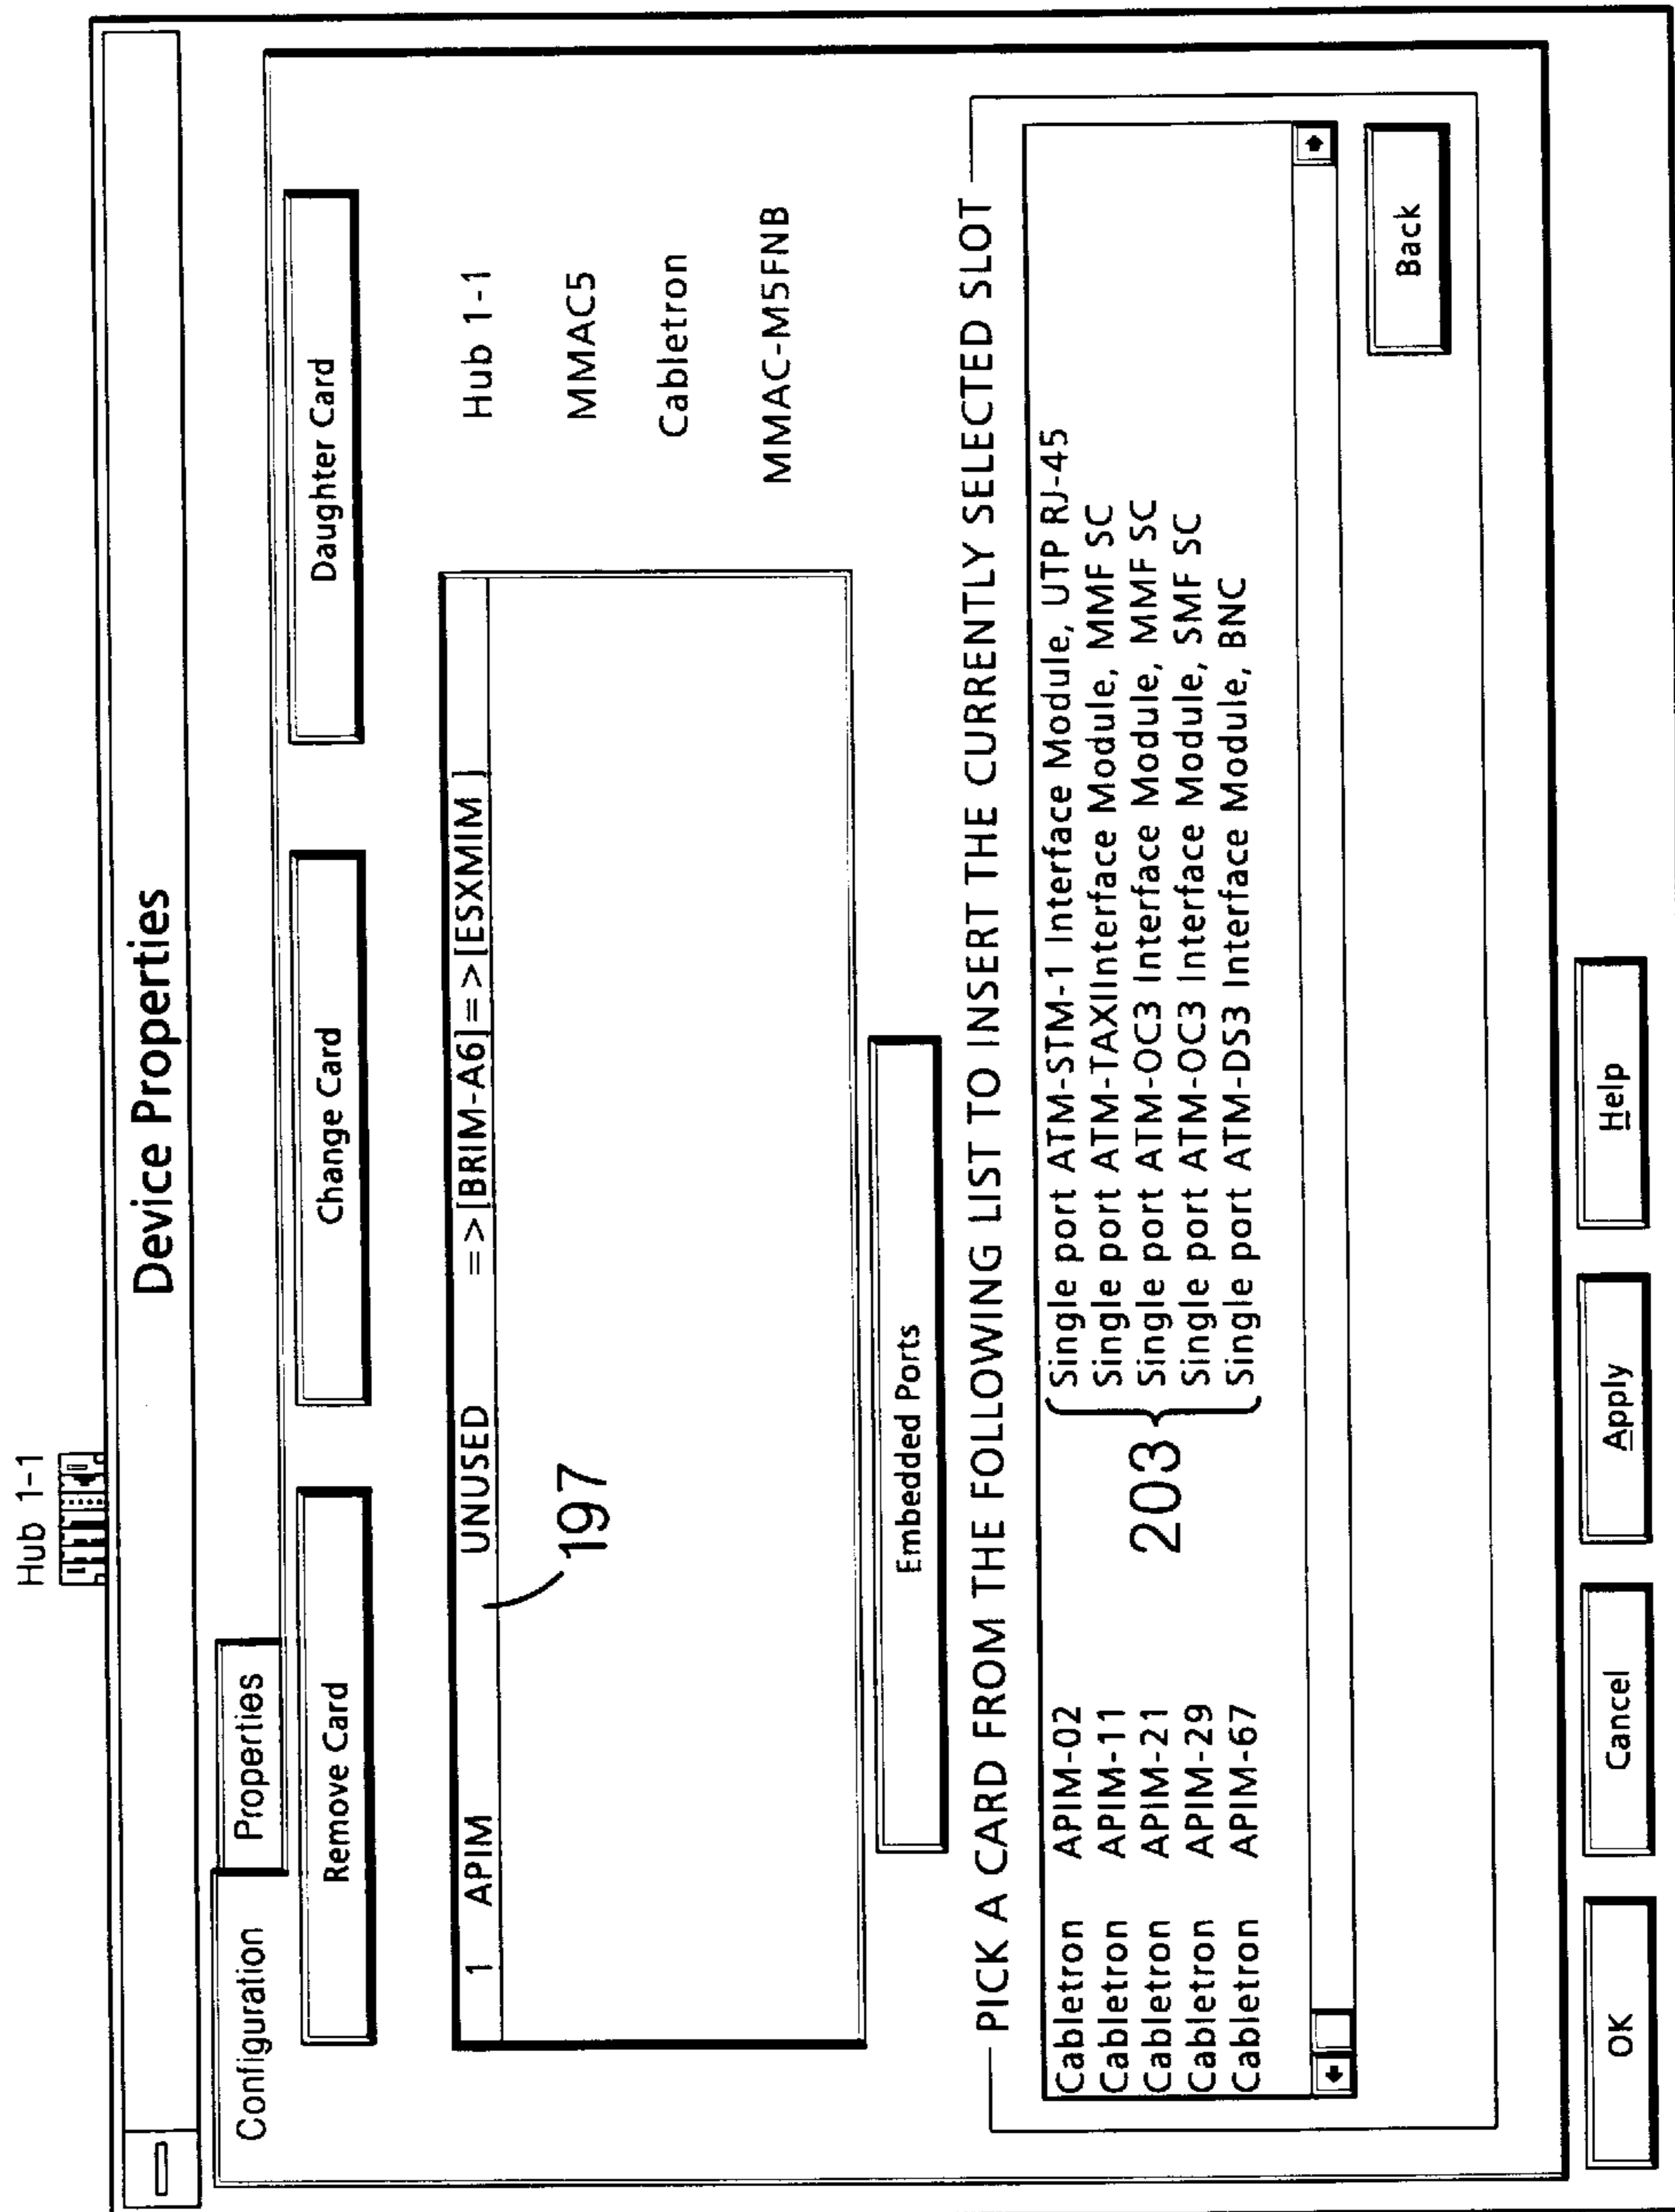 Hub 1-1
Device Properties
Configuration Properties
Remove Card Change Card Daughter Card
1 APIM UNUSED =>[BRIM-A6]=>[ESXMIM ]
197
Hub 1-1
MMAC5
Cabletron
MMAC-M5FNB
Embedded Ports
PICK A CARD FROM THE FOLLOWING LIST TO INSERT THE CURRENTLY SELECTED SLOT
Cabletron APIM-02 Single port ATM-STM-1 Interface Module, UTP RJ-45
Cabletron APIM-11 Single port ATM-TAXIInterface Module, MMF SC
Cabletron APIM-21 Single port ATM-OC3 Interface Module, MMF SC
Cabletron APIM-29 Single port ATM-OC3 Interface Module, SMF SC
Cabletron APIM-67 Single port ATM-DS3 Interface Module, BNC
203
Back
OK Cancel Apply Help